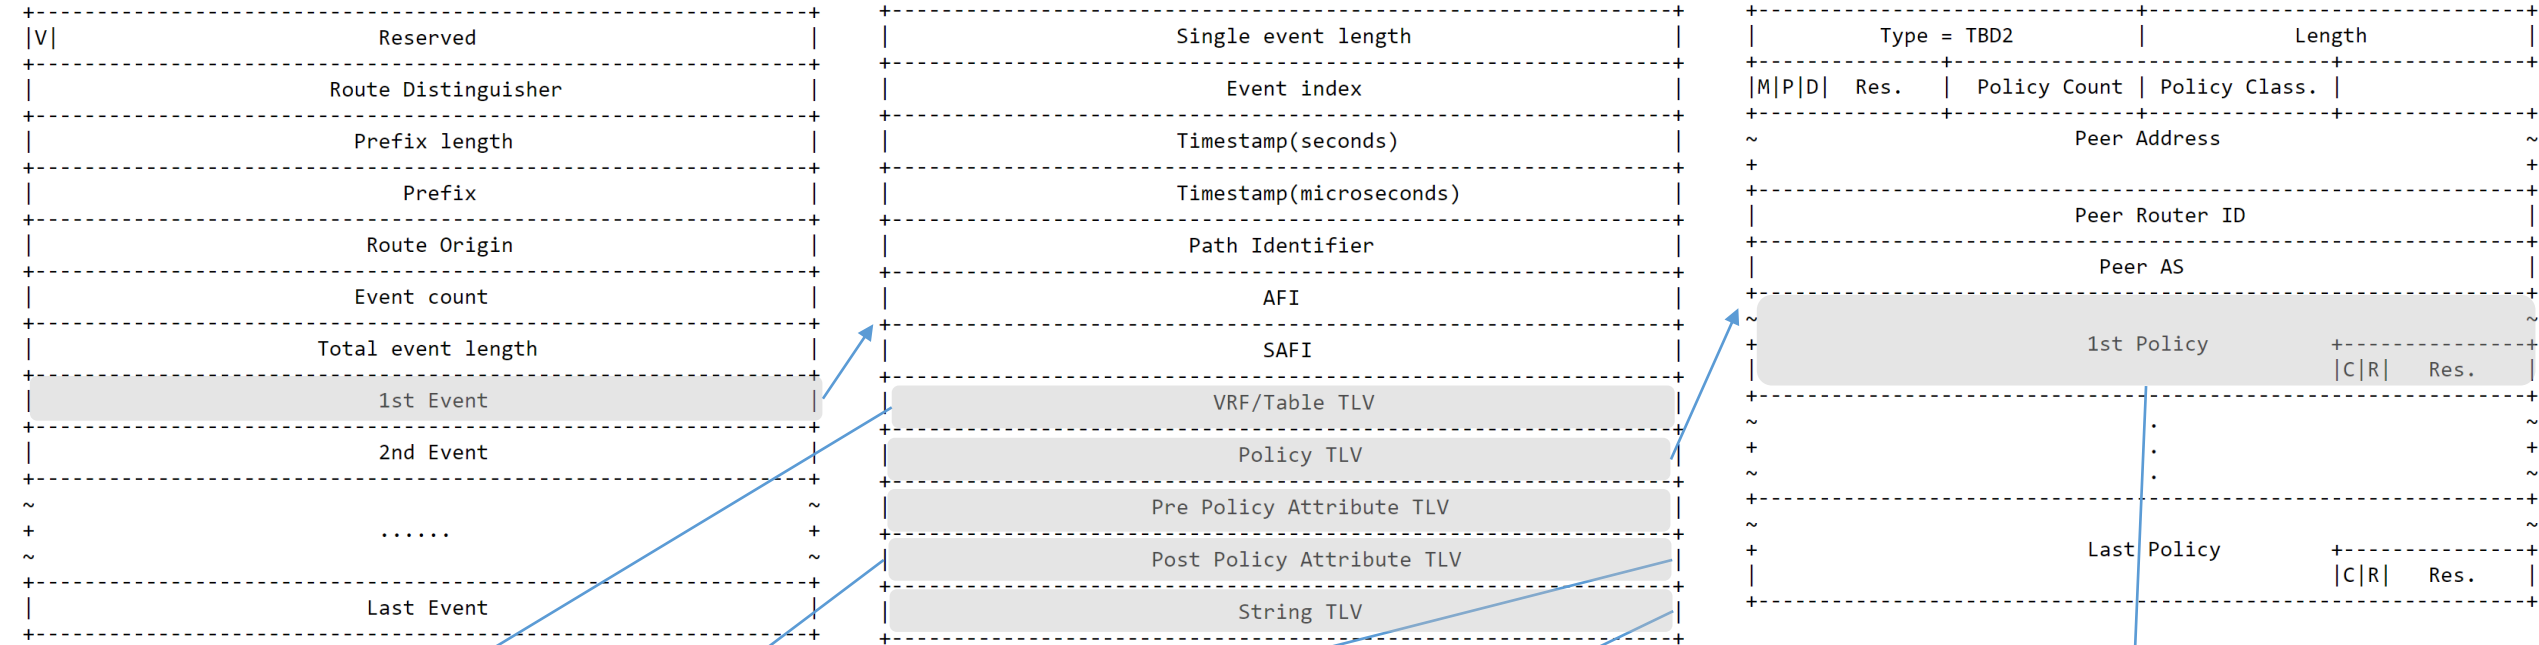 |V| Reserved |
| Route Distinguisher |
| Prefix length |
| Prefix |
| Route Origin |
| Event count |
| Total event length |
| 1st Event |
| 2nd Event |
~ ~
+ ...... +
~ ~
| Last Event |
| Single event length |
| Event index |
| Timestamp(seconds) |
| Timestamp(microseconds) |
| Path Identifier |
| AFI |
| SAFI |
| VRF/Table TLV |
| Policy TLV |
| Pre Policy Attribute TLV |
| Post Policy Attribute TLV |
| String TLV |
| Type = TBD2 | Length |
|M|P|D| Res. | Policy Count | Policy Class. |
~ Peer Address ~
+ +
| Peer Router ID |
| Peer AS |
~ ~
+ 1st Policy +---------------+
| |C|R| Res. |
~ . ~
+ . +
~ . ~
~ ~
+ Last Policy +---------------+
| |C|R| Res. |